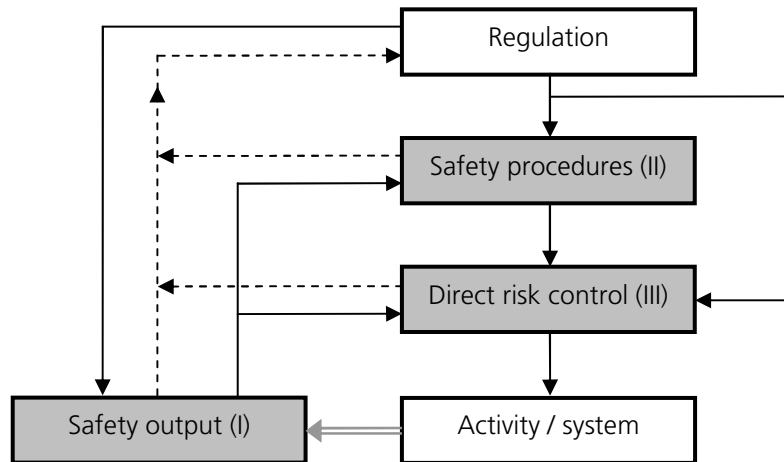 Regulation
Safety procedures (II)
Direct risk control (III)
Safety output (I)
Activity / system